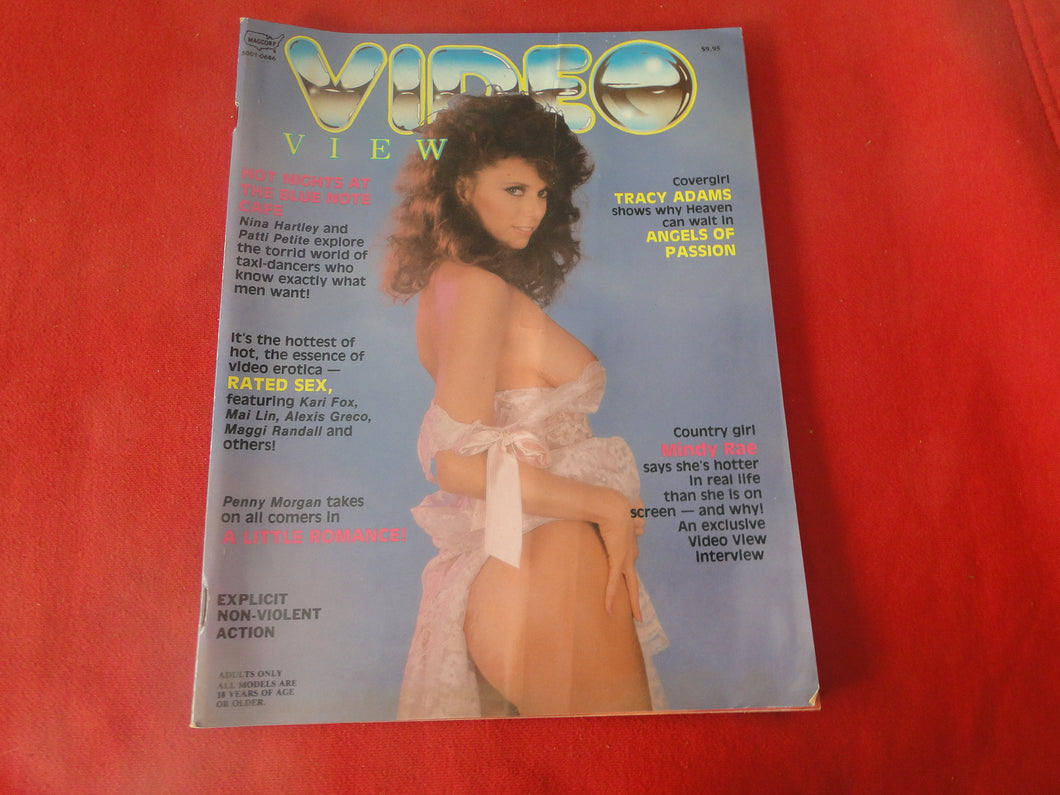 MAGCORP
5001-0686
$9.95
VIDEO
VIEW
HOT NIGHTS AT
THE BLUE NOTE
CAFE
Nina Hartley and
Patti Petite explore
the torrid world of
taxi-dancers who
know exactly what
men want!
It's the hottest of
hot, the essence of
video erotica —
RATED SEX,
featuring Kari Fox,
Mai Lin, Alexis Greco,
Maggi Randall and
others!
Penny Morgan takes
on all comers in
A LITTLE ROMANCE!
EXPLICIT
NON-VIOLENT
ACTION
ADULTS ONLY
ALL MODELS ARE
18 YEARS OF AGE
OR OLDER.
Covergirl
TRACY ADAMS
shows why Heaven
can wait in
ANGELS OF
PASSION
Country girl
Mindy Rae
says she's hotter
in real life
than she is on
screen — and why!
An exclusive
Video View
interview